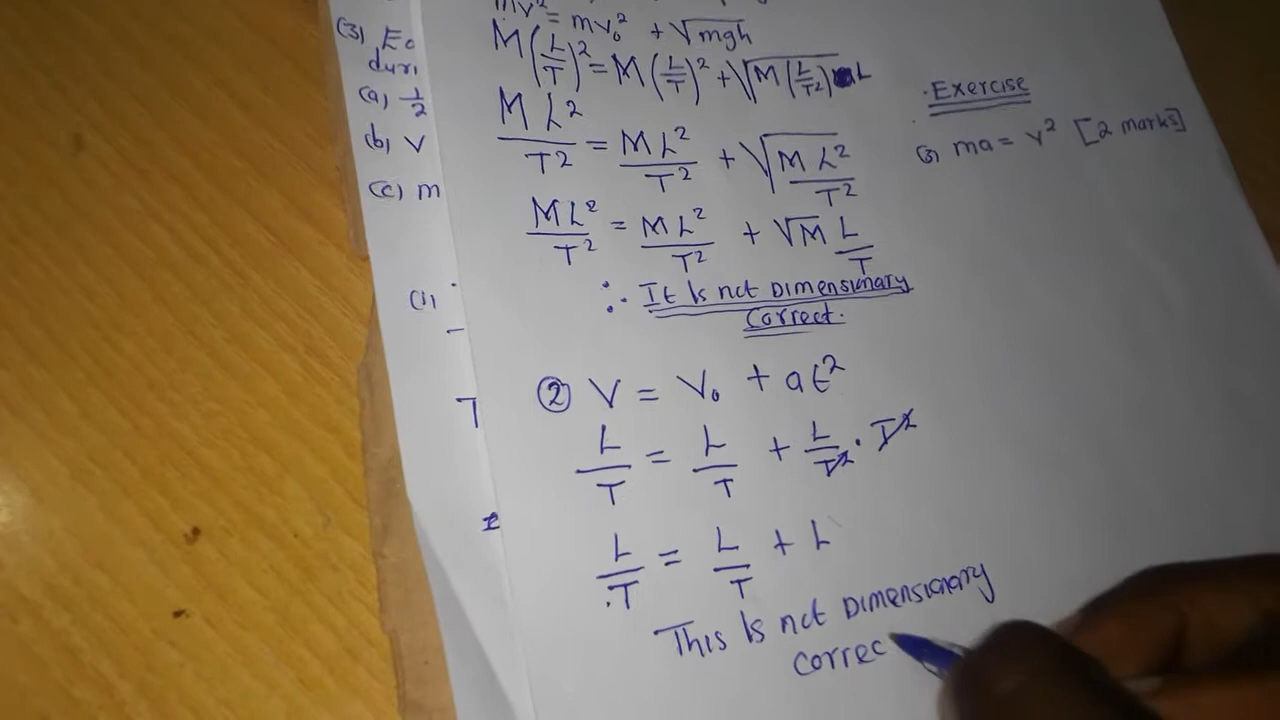 (3) Eq
duri
(a) 1/2
(b) V
(c) m
(1)
mv² = mv₀² + √mgh
M(L/T)² = M(L/T)² + √M(L/T²) L
ML²/T² = ML²/T² + √ML²/T²
ML²/T² = ML²/T² + √M L/T
∴ It Is not Dimensionary
Correct.
② V = V₀ + at²
L/T = L/T + L/T² · T²
L/T = L/T + L
This Is not Dimensionary
Correc
. Exercise
ma = v² [2 marks]